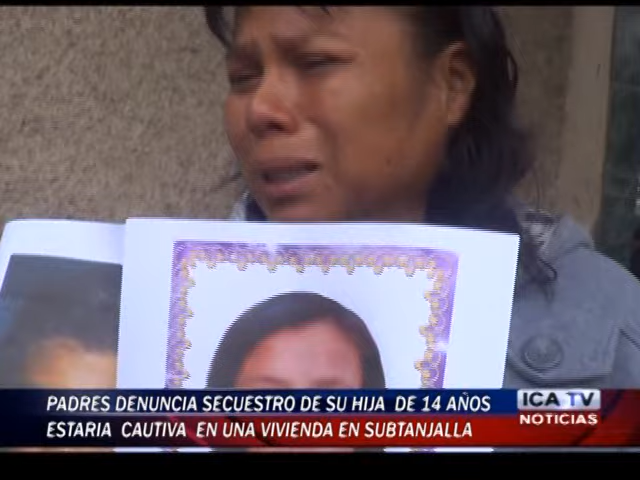 PADRES DENUNCIA SECUESTRO DE SU HIJA DE 14 AÑOS
ESTARIA CAUTIVA EN UNA VIVIENDA EN SUBTANJALLA
ICA TV
NOTICIAS